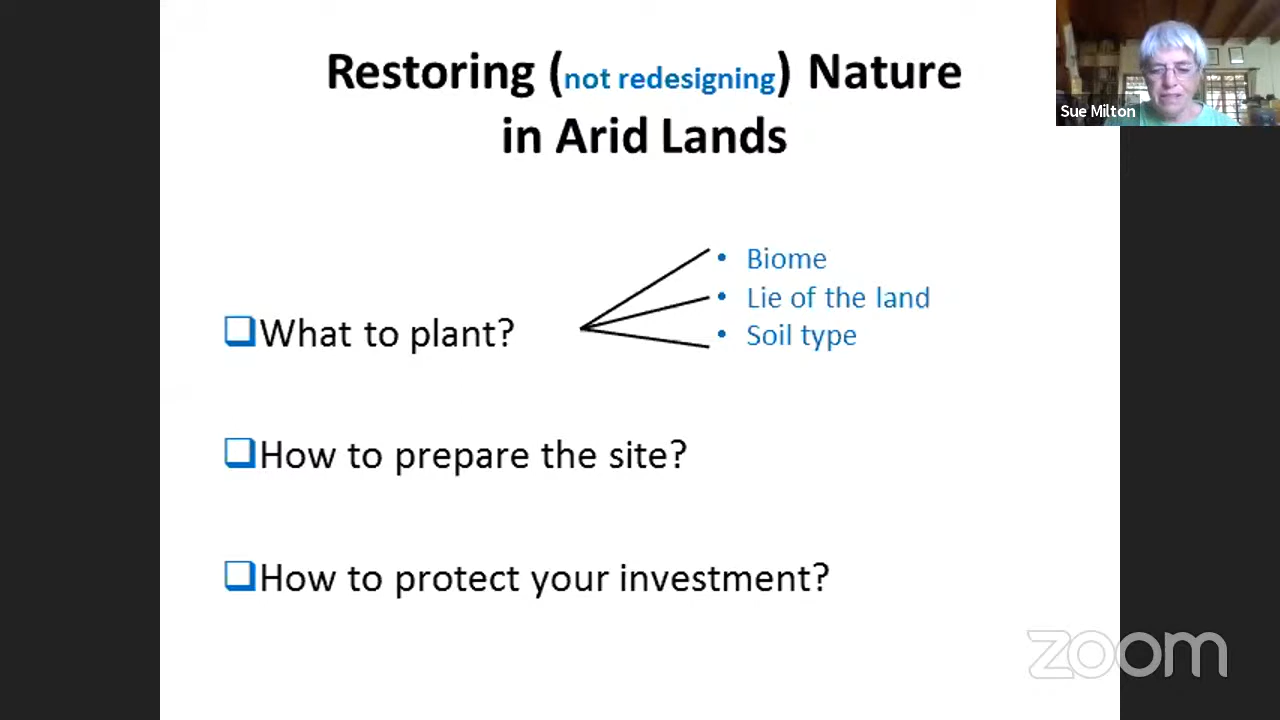 Restoring (not redesigning) Nature
in Arid Lands
Sue Milton
• Biome
• Lie of the land
• Soil type
❑What to plant?
❑How to prepare the site?
❑How to protect your investment?
zoom